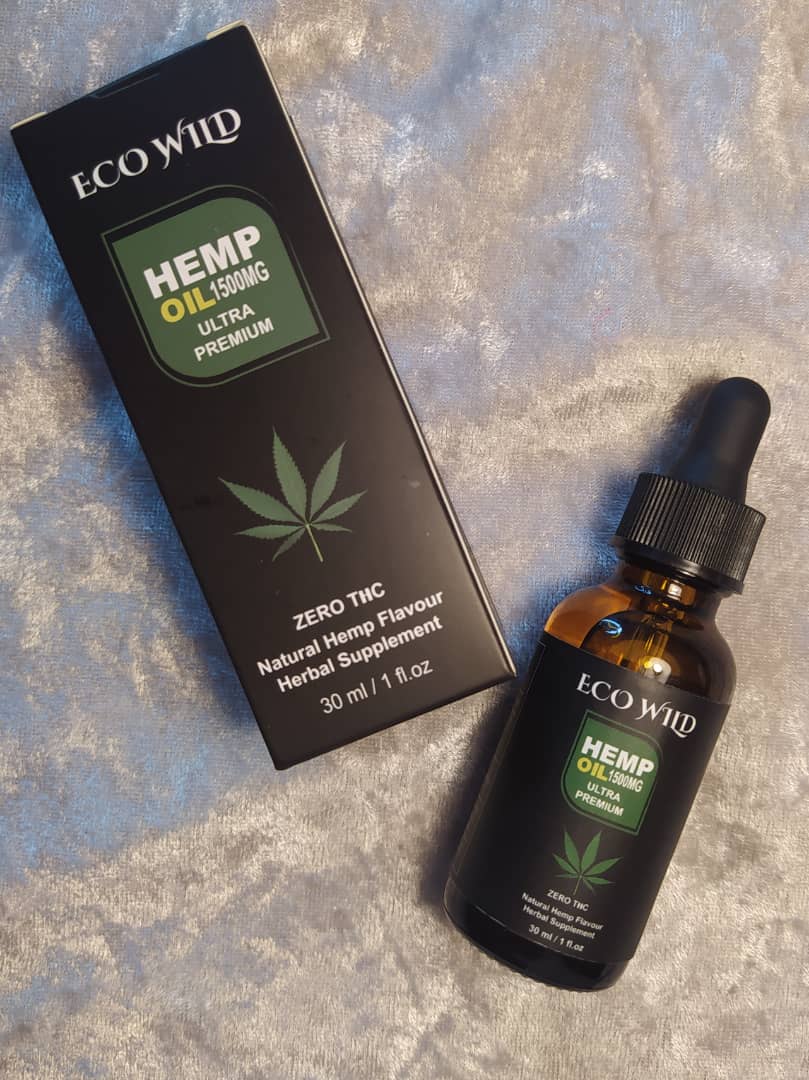 ECO WILD
HEMP
OIL 1500MG
ULTRA
PREMIUM
ZERO THC
Natural Hemp Flavour
Herbal Supplement
30 ml / 1 fl.oz
ECO WILD
HEMP
OIL 1500MG
ULTRA
PREMIUM
ZERO THC
Natural Hemp Flavour
Herbal Supplement
30 ml / 1 fl.oz